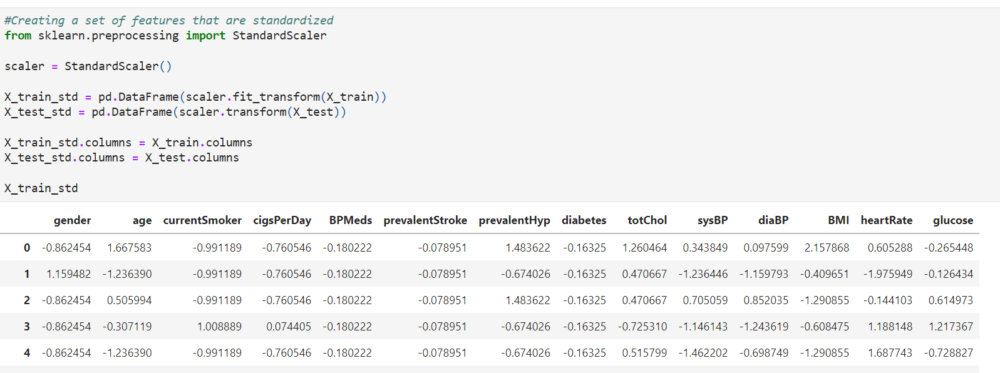 #Creating a set of features that are standardized
from sklearn.preprocessing import StandardScaler
scaler = StandardScaler()
X_train_std = pd.DataFrame(scaler.fit_transform(X_train))
X_test_std = pd.DataFrame(scaler.transform(X_test))
X_train_std.columns = X_train.columns
X_test_std.columns = X_test.columns
X_train_std
gender age currentSmoker cigsPerDay BPMeds prevalentStroke prevalentHyp diabetes totChol sysBP diaBP BMI heartRate glucose
0 -0.862454 1.667583 -0.991189 -0.760546 -0.180222 -0.078951 1.483622 -0.16325 1.260464 0.343849 0.097599 2.157868 0.605288 -0.265448
1 1.159482 -1.236390 -0.991189 -0.760546 -0.180222 -0.078951 -0.674026 -0.16325 0.470667 -1.236446 -1.159793 -0.409651 -1.975949 -0.126434
2 -0.862454 0.505994 -0.991189 -0.760546 -0.180222 -0.078951 1.483622 -0.16325 0.470667 0.705059 0.852035 -1.290855 -0.144103 0.614973
3 -0.862454 -0.307119 1.008889 0.074405 -0.180222 -0.078951 -0.674026 -0.16325 -0.725310 -1.146143 -1.243619 -0.608475 1.188148 1.217367
4 -0.862454 -1.236390 -0.991189 -0.760546 -0.180222 -0.078951 -0.674026 -0.16325 0.515799 -1.462202 -0.698749 -1.290855 1.687743 -0.728827